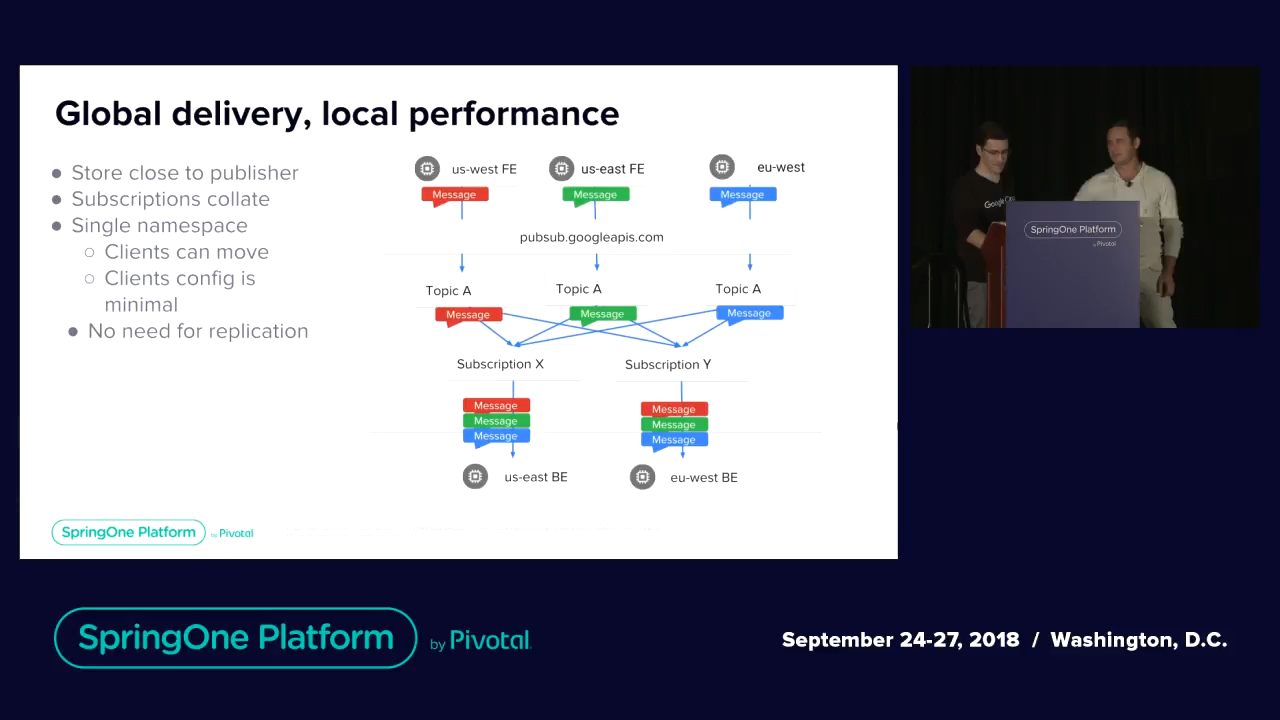 Global delivery, local performance
Store close to publisher
Subscriptions collate
Single namespace
Clients can move
Clients config is
minimal
No need for replication
us-west FE
us-east FE
eu-west
Message
Message
Message
pubsub.googleapis.com
Topic A
Topic A
Topic A
Message
Message
Message
Subscription X
Subscription Y
Message
Message
Message
Message
Message
Message
us-east BE
eu-west BE
SpringOne Platform by Pivotal
Google
SpringOne Platform
by Pivotal
SpringOne Platform by Pivotal
September 24-27, 2018 / Washington, D.C.